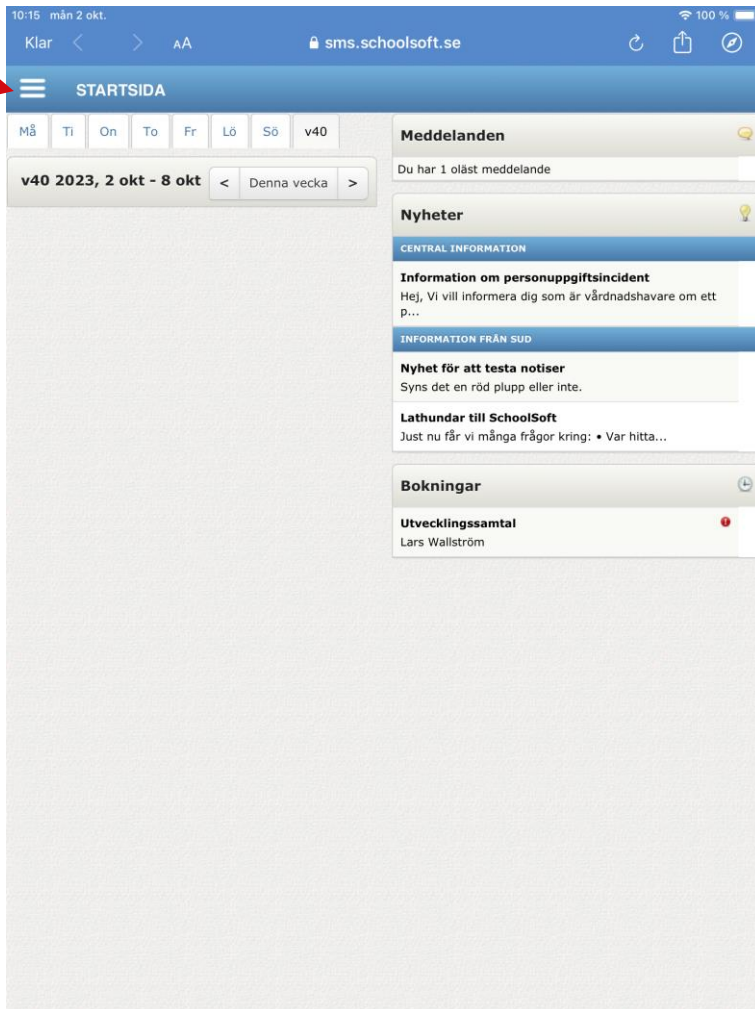 10:15 mån 2 okt.
100 %
Klar
AA
sms.schoolsoft.se
STARTSIDA
Må Ti On To Fr Lö Sö v40
v40 2023, 2 okt - 8 okt < Denna vecka >
Meddelanden
Du har 1 oläst meddelande
Nyheter
CENTRAL INFORMATION
Information om personuppgiftsincident
Hej, Vi vill informera dig som är vårdnadshavare om ett
p...
INFORMATION FRÅN SUD
Nyhet för att testa notiser
Syns det en röd plupp eller inte.
Lathundar till SchoolSoft
Just nu får vi många frågor kring: • Var hitta...
Bokningar
Utvecklingssamtal
Lars Wallström